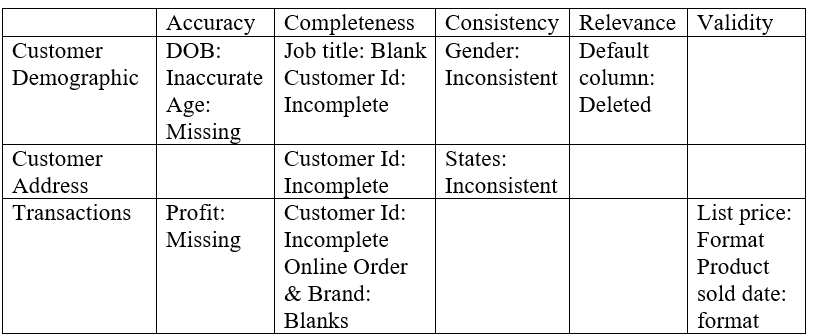 Accuracy Completeness Consistency Relevance Validity
Customer Demographic
DOB: Inaccurate
Age: Missing
Job title: Blank
Customer Id: Incomplete
Gender: Inconsistent
Default column: Deleted
Customer Address
Customer Id: Incomplete
States: Inconsistent
Transactions
Profit: Missing
Customer Id: Incomplete
Online Order & Brand: Blanks
List price: Format
Product sold date: format